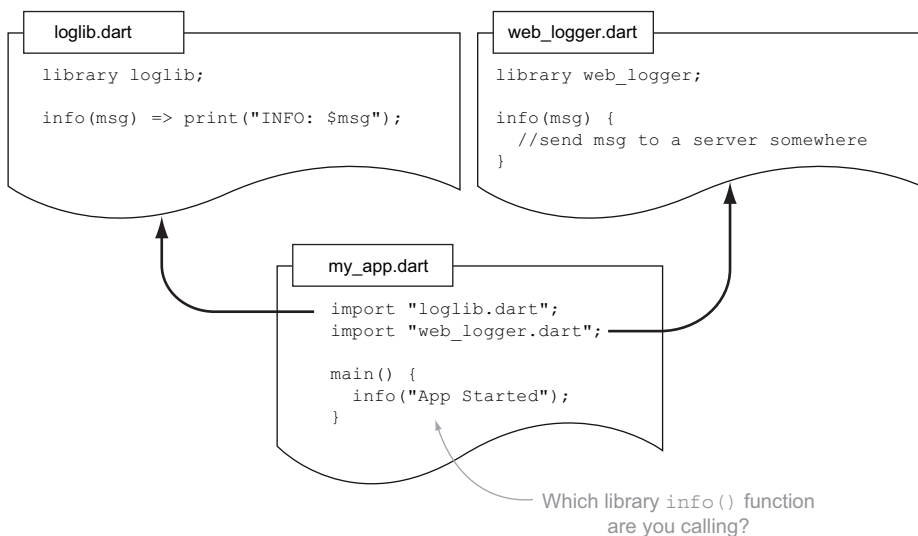 loglib.dart
library loglib;
info(msg) => print("INFO: $msg");
web_logger.dart
library web_logger;
info(msg) {
//send msg to a server somewhere
}
my_app.dart
import "loglib.dart";
import "web_logger.dart";
main() {
info("App Started");
}
Which library info() function
are you calling?